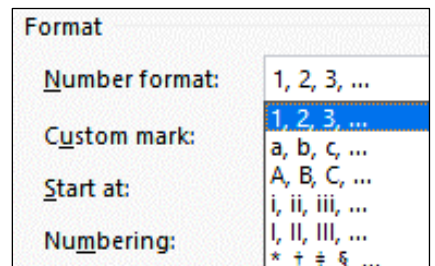 Format
Number format: 1, 2, 3, ...
1, 2, 3, ...
Custom mark:
a, b, c, ...
A, B, C, ...
Start at:
i, ii, iii, ...
I, II, III, ...
Numbering:
* † ‡ § ...